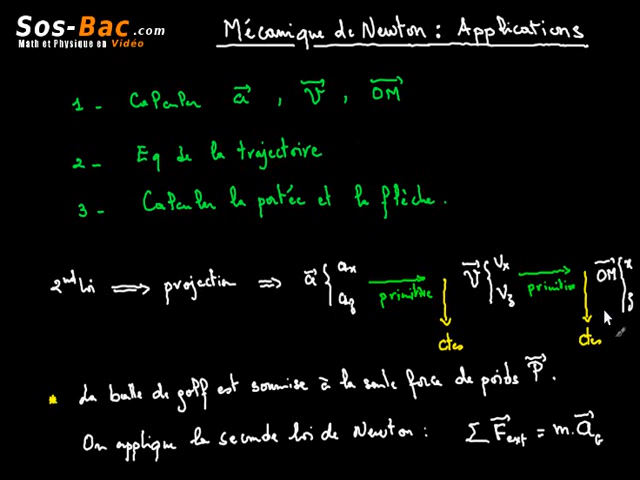 Sos-Bac.com
Math et Physique en Vidéo
Mécanique de Newton : Applications
1 - Calculer a⃗ , V⃗ , OM⃗
2 - Eq de la trajectoire
3 - Calculer la portée et la flèche.
2nd loi ⟹ projection ⟹ a⃗ { ax az → primitive V⃗ { Vx Vz → primitive OM⃗ { x z
ctes ctes
* La balle de golf est soumise à la seule force de poids P⃗.
On applique la seconde loi de Newton : Σ F⃗ext = m.a⃗G